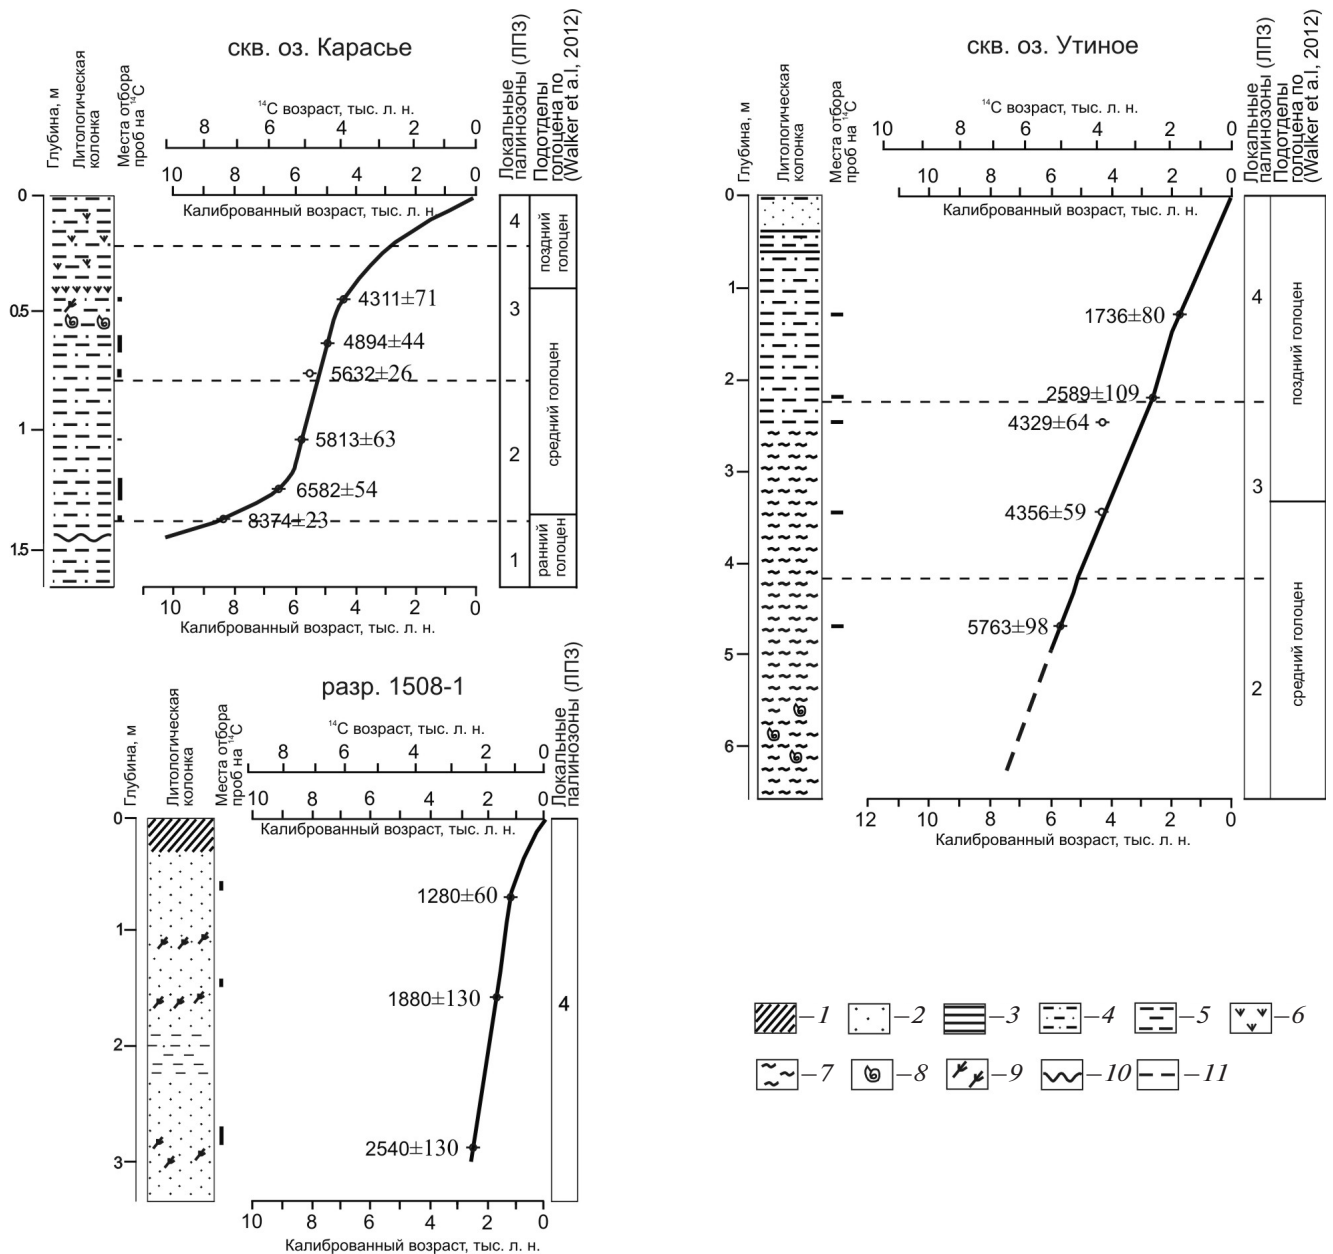 скв. оз. Карасье
Глубина, м
Литологическая
колонка
Места отбора
проб на ¹⁴C
¹⁴C возраст, тыс. л. н.
8 6 4 2 0
10 8 6 4 2 0
Калиброванный возраст, тыс. л. н.
Локальные
палинозоны (ЛПЗ)
Подотделы
голоцена по
(Walker et a.l, 2012)
0
0.5
1
1.5
4311±71
4894±44
5632±26
5813±63
6582±54
8374±23
4
3
2
1
поздний
голоцен
средний голоцен
ранний
голоцен
10 8 6 4 2 0
Калиброванный возраст, тыс. л. н.
скв. оз. Утиное
Глубина, м
Литологическая
колонка
Места отбора
проб на ¹⁴C
¹⁴C возраст, тыс. л. н.
10 8 6 4 2 0
10 8 6 4 2 0
Калиброванный возраст, тыс. л. н.
Локальные
палинозоны (ЛПЗ)
Подотделы
голоцена по
(Walker et a.l, 2012)
0
1
2
3
4
5
6
1736±80
2589±109
4329±64
4356±59
5763±98
4
3
2
поздний голоцен
средний голоцен
12 10 8 6 4 2 0
Калиброванный возраст, тыс. л. н.
разр. 1508-1
Глубина, м
Литологическая
колонка
Места отбора
проб на ¹⁴C
¹⁴C возраст, тыс. л. н.
8 8 6 4 2 0
10 8 6 4 2 0
Калиброванный возраст, тыс. л. н.
Локальные
палинозоны (ЛПЗ)
0
1
2
3
1280±60
1880±130
2540±130
4
10 8 6 4 2 0
Калиброванный возраст, тыс. л. н.
–1 –2 –3 –4 –5 –6
–7 –8 –9 –10 –11